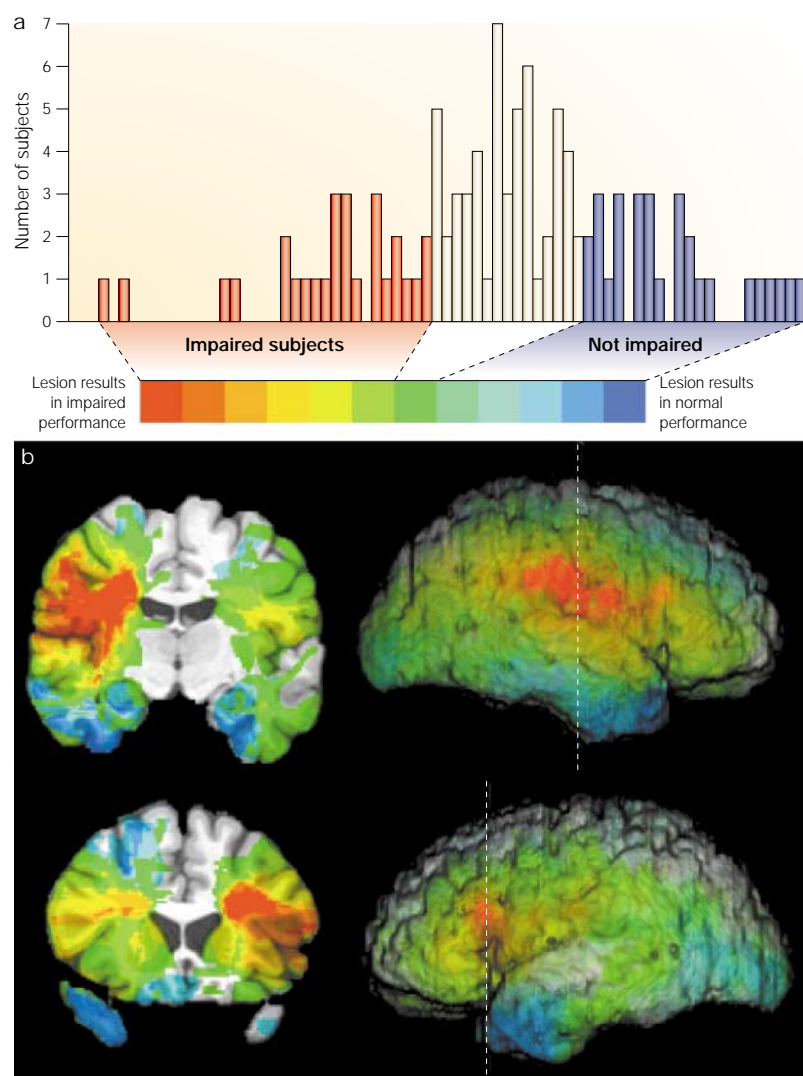 a
7
6
5
4
3
2
1
0
Number of subjects
Impaired subjects
Not impaired
Lesion results
in impaired
performance
Lesion results
in normal
performance
b